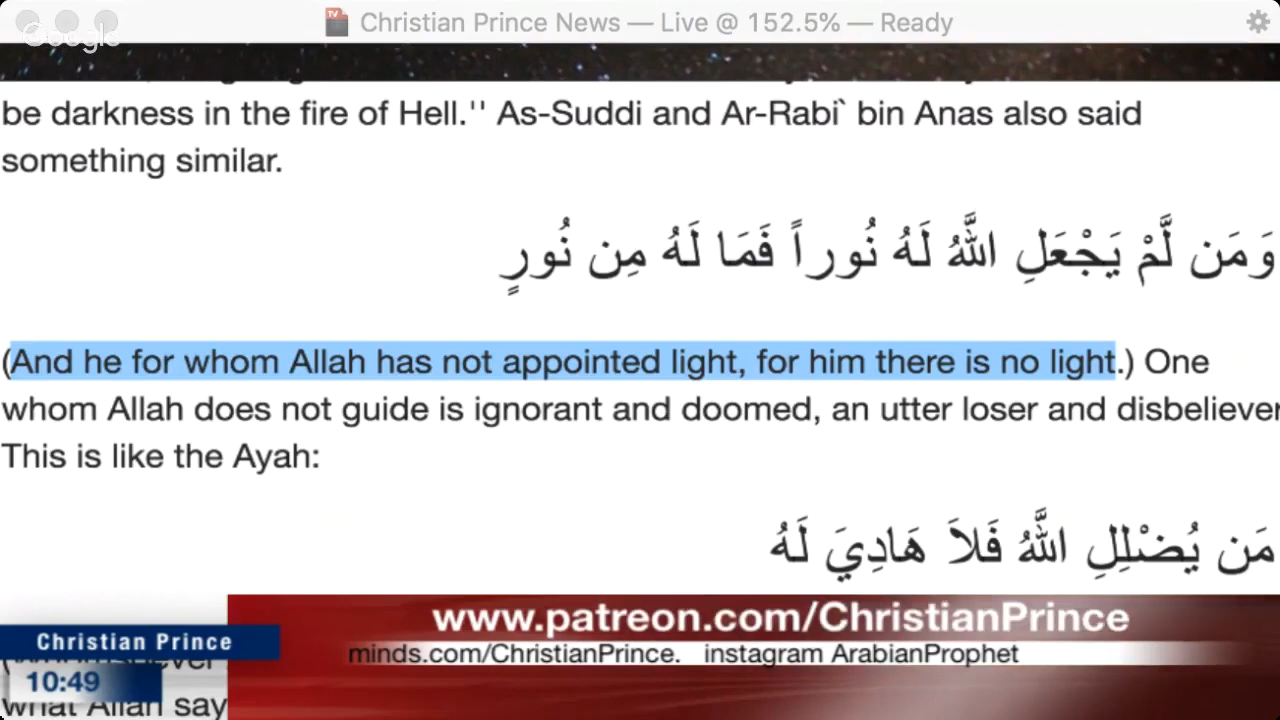 Google
Christian Prince News — Live @ 152.5% — Ready
be darkness in the fire of Hell.'' As-Suddi and Ar-Rabi` bin Anas also said
something similar.
وَمَن لَّمْ يَجْعَلِ اللَّهُ لَهُ نُوراً فَمَا لَهُ مِن نُورٍ
(And he for whom Allah has not appointed light, for him there is no light.) One
whom Allah does not guide is ignorant and doomed, an utter loser and disbeliever
This is like the Ayah:
مَن يُضْلِلِ اللَّهُ فَلاَ هَادِيَ لَهُ
www.patreon.com/ChristianPrince
Christian Prince
minds.com/ChristianPrince. instagram ArabianProphet
10:49
what Allah say